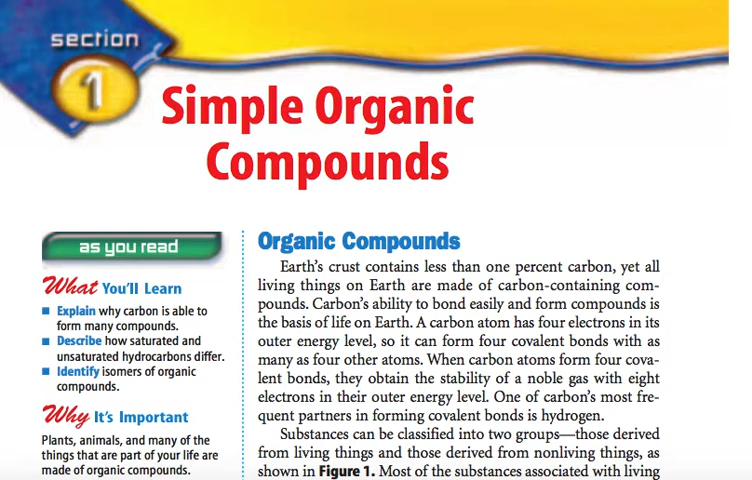 section
1
Simple Organic
Compounds
as you read
What You'll Learn
■ Explain why carbon is able to
form many compounds.
■ Describe how saturated and
unsaturated hydrocarbons differ.
■ Identify isomers of organic
compounds.
Why It's Important
Plants, animals, and many of the
things that are part of your life are
made of organic compounds.
Organic Compounds
Earth's crust contains less than one percent carbon, yet all
living things on Earth are made of carbon-containing com-
pounds. Carbon's ability to bond easily and form compounds is
the basis of life on Earth. A carbon atom has four electrons in its
outer energy level, so it can form four covalent bonds with as
many as four other atoms. When carbon atoms form four cova-
lent bonds, they obtain the stability of a noble gas with eight
electrons in their outer energy level. One of carbon's most fre-
quent partners in forming covalent bonds is hydrogen.
Substances can be classified into two groups—those derived
from living things and those derived from nonliving things, as
shown in Figure 1. Most of the substances associated with living